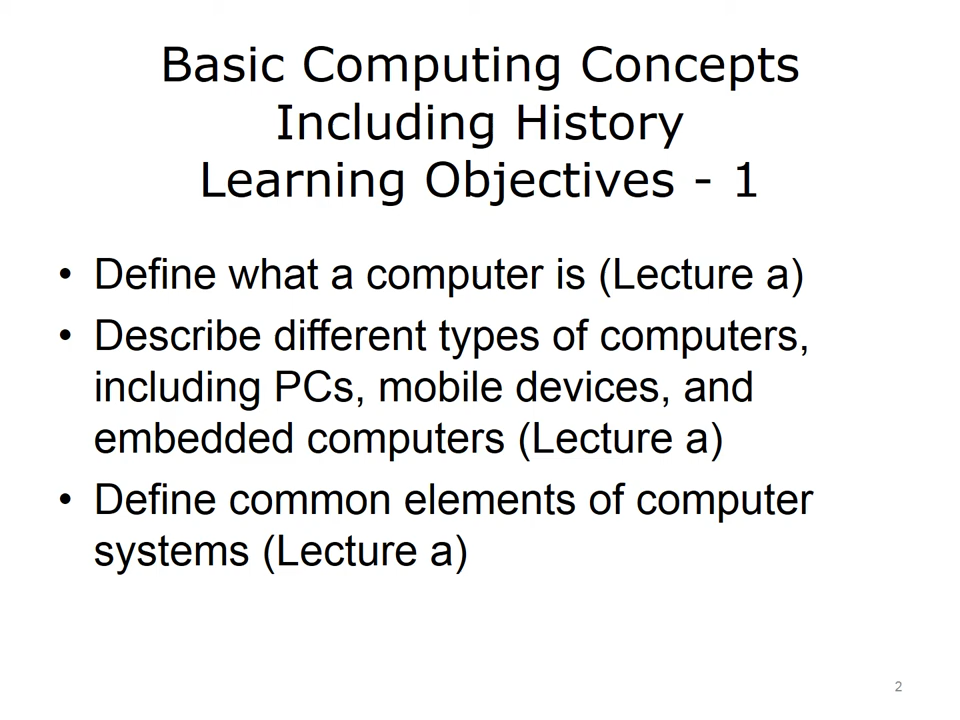 Basic Computing Concepts
Including History
Learning Objectives - 1
• Define what a computer is (Lecture a)
• Describe different types of computers,
including PCs, mobile devices, and
embedded computers (Lecture a)
• Define common elements of computer
systems (Lecture a)
2